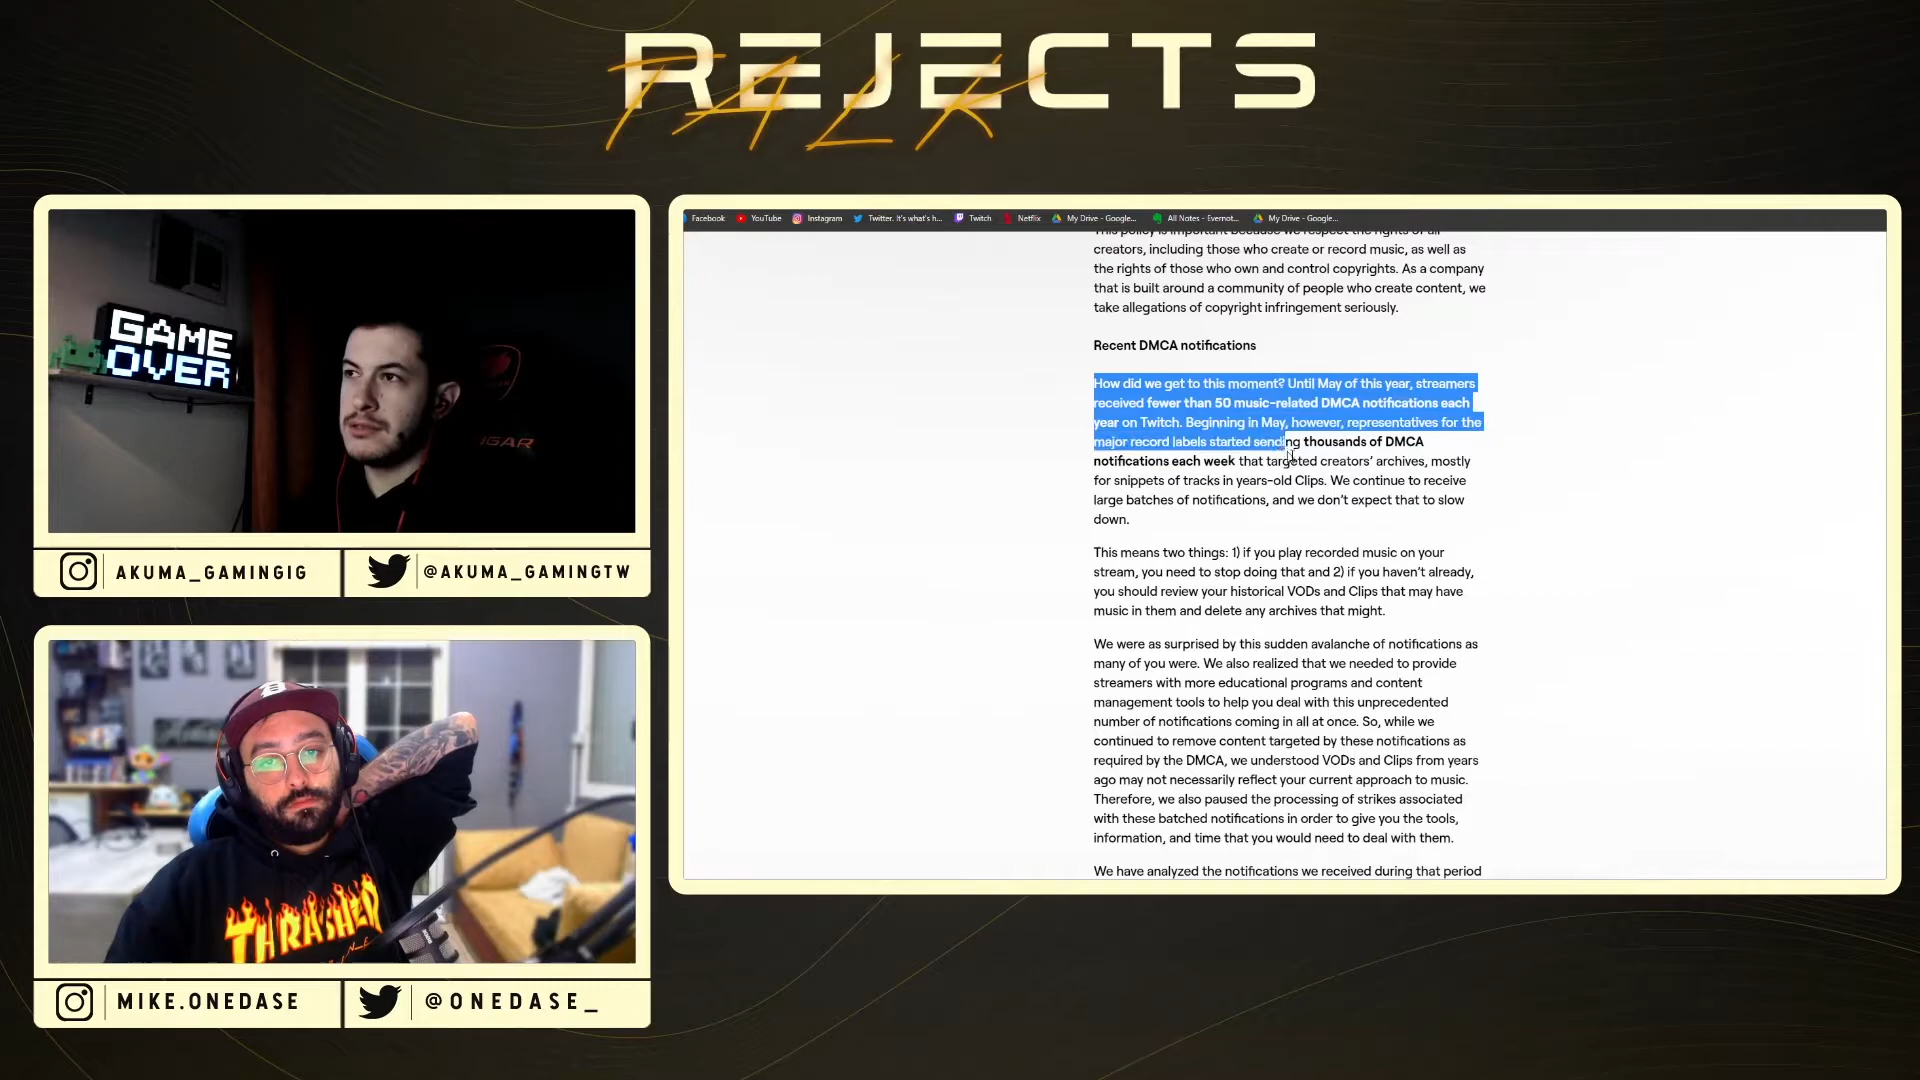 REJECTS
TALK
GAME
OVER
IGAR
AKUMA_GAMINGIG
@AKUMA_GAMINGTW
THRASHER
MIKE.ONEDASE
@ONEDASE_
Facebook YouTube Instagram Twitter. It's what's h... Twitch Netflix My Drive - Google... All Notes - Evernot... My Drive - Google...
This policy is important because we respect the rights of all
creators, including those who create or record music, as well as
the rights of those who own and control copyrights. As a company
that is built around a community of people who create content, we
take allegations of copyright infringement seriously.
Recent DMCA notifications
How did we get to this moment? Until May of this year, streamers
received fewer than 50 music-related DMCA notifications each
year on Twitch. Beginning in May, however, representatives for the
major record labels started sending thousands of DMCA
notifications each week that targeted creators’ archives, mostly
for snippets of tracks in years-old Clips. We continue to receive
large batches of notifications, and we don’t expect that to slow
down.
This means two things: 1) if you play recorded music on your
stream, you need to stop doing that and 2) if you haven’t already,
you should review your historical VODs and Clips that may have
music in them and delete any archives that might.
We were as surprised by this sudden avalanche of notifications as
many of you were. We also realized that we needed to provide
streamers with more educational programs and content
management tools to help you deal with this unprecedented
number of notifications coming in all at once. So, while we
continued to remove content targeted by these notifications as
required by the DMCA, we understood VODs and Clips from years
ago may not necessarily reflect your current approach to music.
Therefore, we also paused the processing of strikes associated
with these batched notifications in order to give you the tools,
information, and time that you would need to deal with them.
We have analyzed the notifications we received during that period